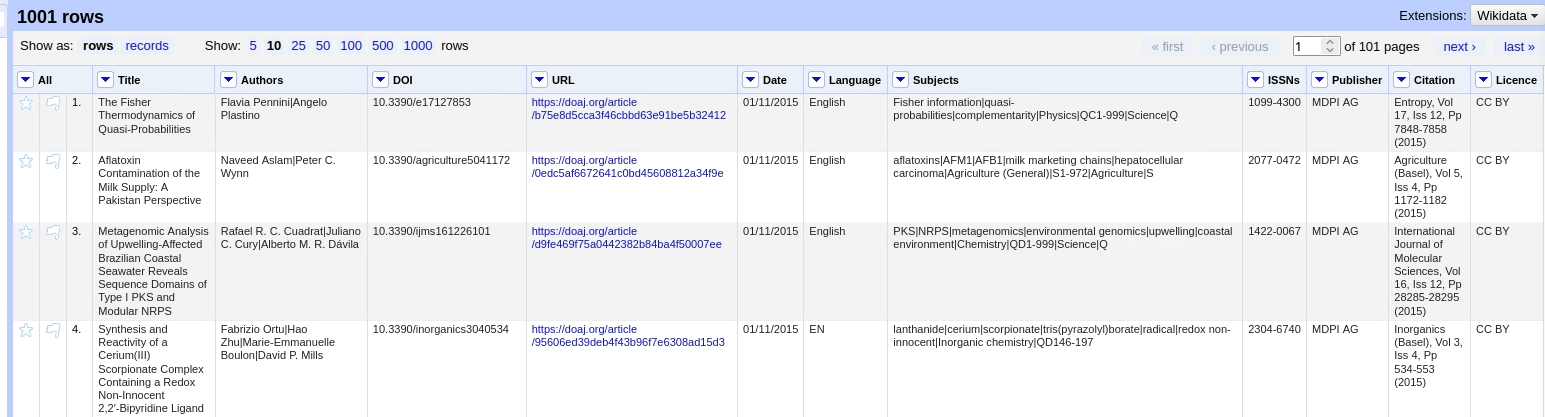 1001 rows
Extensions: Wikidata
Show as: rows records Show: 5 10 25 50 100 500 1000 rows « first ‹ previous 1 of 101 pages next › last »
All Title Authors DOI URL Date Language Subjects ISSNs Publisher Citation Licence
1.
The Fisher
Thermodynamics of
Quasi-Probabilities
Flavia Pennini|Angelo
Plastino
10.3390/e17127853
https://doaj.org/article
/b75e8d5cca3f46cbbd63e91be5b32412
01/11/2015
English
Fisher information|quasi-
probabilities|complementarity|Physics|QC1-999|Science|Q
1099-4300
MDPI AG
Entropy, Vol
17, Iss 12, Pp
7848-7858
(2015)
CC BY
2.
Aflatoxin
Contamination of the
Milk Supply: A
Pakistan Perspective
Naveed Aslam|Peter C.
Wynn
10.3390/agriculture5041172
https://doaj.org/article
/0edc5af6672641c0bd45608812a34f9e
01/11/2015
English
aflatoxins|AFM1|AFB1|milk marketing chains|hepatocellular
carcinoma|Agriculture (General)|S1-972|Agriculture|S
2077-0472
MDPI AG
Agriculture
(Basel), Vol 5,
Iss 4, Pp
1172-1182
(2015)
CC BY
3.
Metagenomic Analysis
of Upwelling-Affected
Brazilian Coastal
Seawater Reveals
Sequence Domains of
Type I PKS and
Modular NRPS
Rafael R. C. Cuadrat|Juliano
C. Cury|Alberto M. R. Dávila
10.3390/ijms161226101
https://doaj.org/article
/d9fe469f75a0442382b84ba4f50007ee
01/11/2015
English
PKS|NRPS|metagenomics|environmental genomics|upwelling|coastal
environment|Chemistry|QD1-999|Science|Q
1422-0067
MDPI AG
International
Journal of
Molecular
Sciences, Vol
16, Iss 12, Pp
28285-28295
(2015)
CC BY
4.
Synthesis and
Reactivity of a
Cerium(III)
Scorpionate Complex
Containing a Redox
Non-Innocent
2,2′-Bipyridine Ligand
Fabrizio Ortu|Hao
Zhu|Marie-Emmanuelle
Boulon|David P. Mills
10.3390/inorganics3040534
https://doaj.org/article
/95606ed39deb4f43b96f7e6308ad15d3
01/11/2015
EN
lanthanide|cerium|scorpionate|tris(pyrazolyl)borate|radical|redox non-
innocent|Inorganic chemistry|QD146-197
2304-6740
MDPI AG
Inorganics
(Basel), Vol 3,
Iss 4, Pp
534-553
(2015)
CC BY